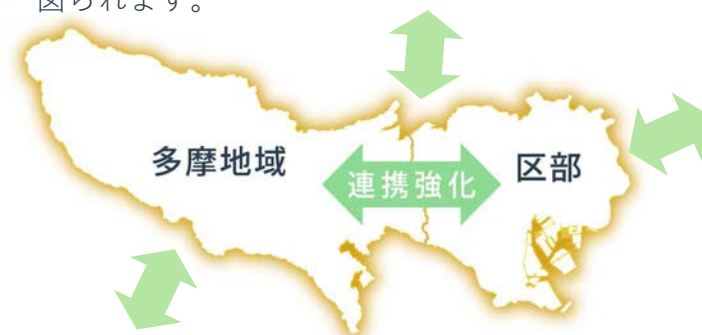 図られます。
多摩地域
連携強化
区部